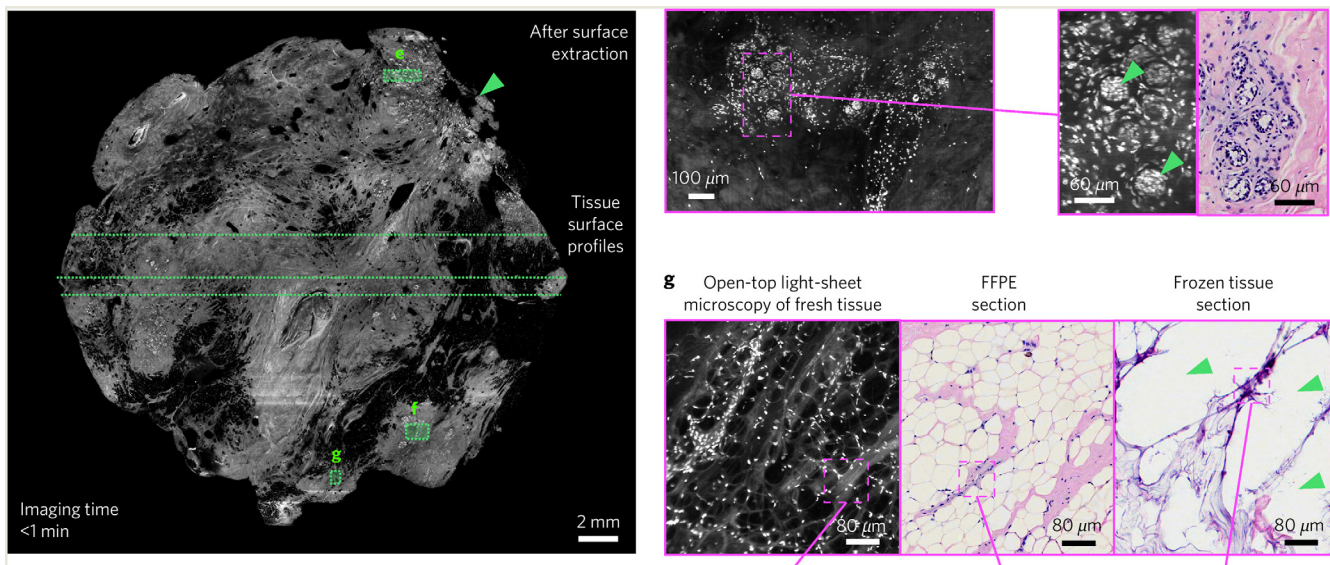 After surface
extraction
e
Tissue
surface
profiles
f
g
Imaging time
<1 min
2 mm
100 μm
60 μm
60 μm
g
Open-top light-sheet
microscopy of fresh tissue
FFPE
section
Frozen tissue
section
80 μm
80 μm
80 μm